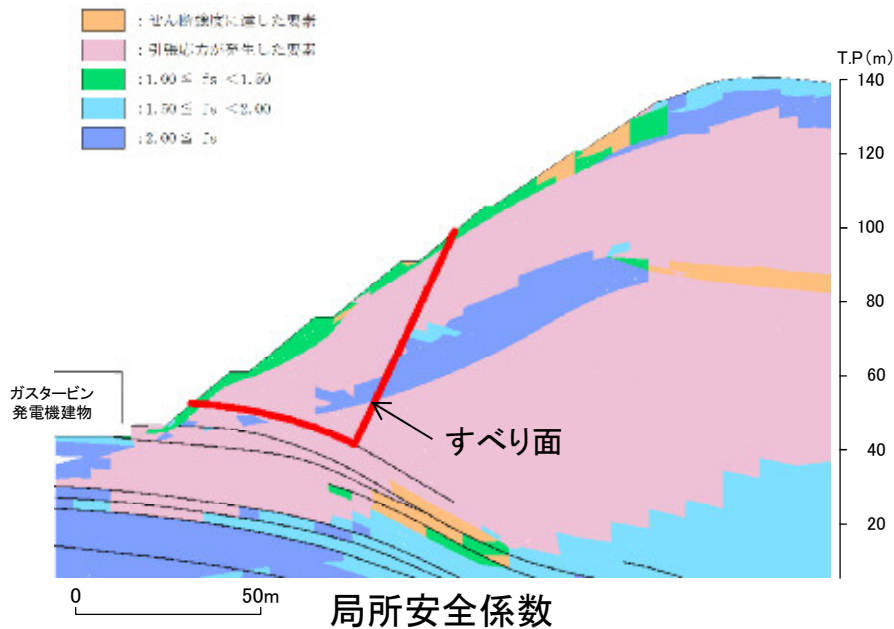 ：せん断強度に達した要素
：引張応力が発生した要素
：1.00≦ fs <1.50
：1.50≦ fs <2.00
：2.00≦ fs
T.P(m)
140
120
100
80
60
40
20
ガスタービン
発電機建物
すべり面
0 50m
局所安全係数